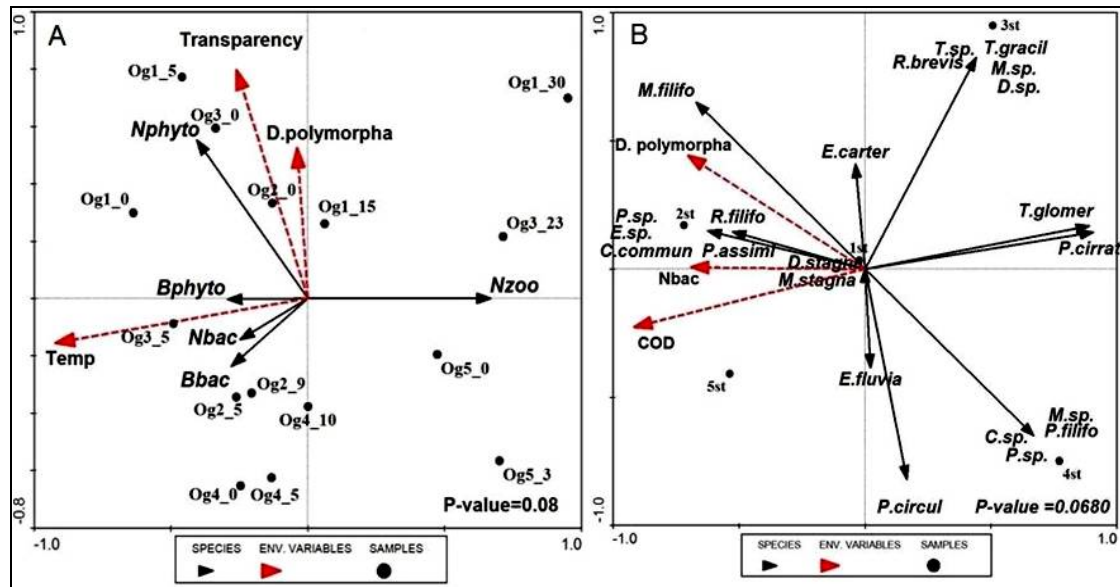 A
1.0
Transparency
Og1_5
Og1_30
Og3_0
Nphyto
D.polymorpha
Og2_0
Og1_15
Og1_0
Og3_23
Bphyto
Nzoo
Og3_5
Nbac
Temp
Bbac
Og5_0
Og2_9
Og2_5
Og4_10
Og5_3
Og4_0
Og4_5
P-value=0.08
-0.8
-1.0
1.0
SPECIES
ENV. VARIABLES
SAMPLES
B
1.0
3st
T.sp.
T.gracil
R.brevis
M.sp.
D.sp.
M.filifo
D. polymorpha
E.carter
P.sp.
2st
R.filifo
T.glomer
E.sp.
P.cirrat
C.commun
P.assimi
1st
D.stagna
Nbac
M.stagna
COD
5st
E.fluvia
M.sp.
C.sp.
P.filifo
P.sp.
4st
P.circul
P-value =0.0680
-1.0
-1.0
1.0
SPECIES
ENV. VARIABLES
SAMPLES